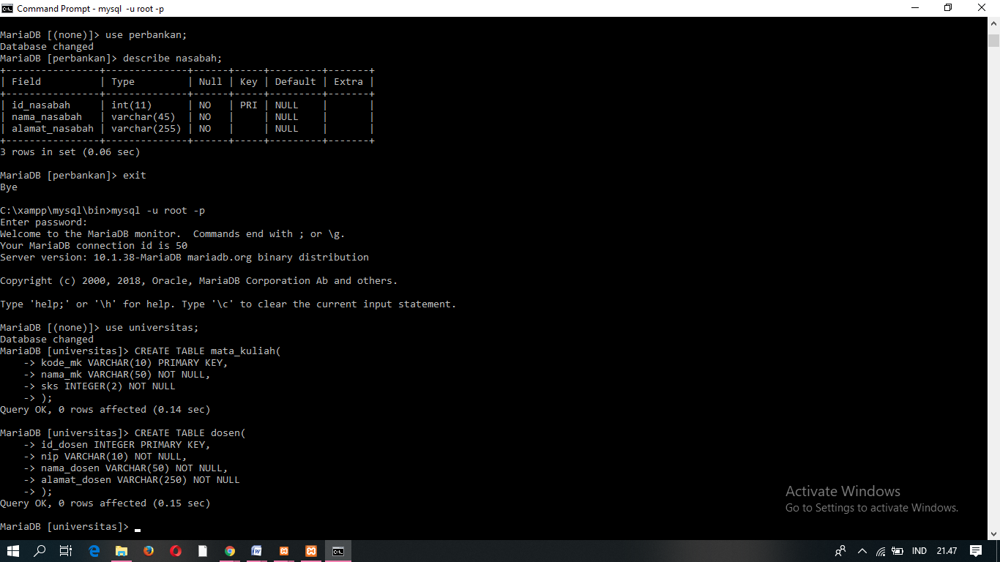 Command Prompt - mysql  -u root -p
MariaDB [(none)]> use perbankan;
Database changed
MariaDB [perbankan]> describe nasabah;
+----------------+--------------+------+-----+---------+-------+
| Field          | Type         | Null | Key | Default | Extra |
+----------------+--------------+------+-----+---------+-------+
| id_nasabah     | int(11)      | NO   | PRI | NULL    |       |
| nama_nasabah   | varchar(45)  | NO   |     | NULL    |       |
| alamat_nasabah | varchar(255) | NO   |     | NULL    |       |
+----------------+--------------+------+-----+---------+-------+
3 rows in set (0.06 sec)
MariaDB [perbankan]> exit
Bye
C:\xampp\mysql\bin>mysql -u root -p
Enter password:
Welcome to the MariaDB monitor.  Commands end with ; or \g.
Your MariaDB connection id is 50
Server version: 10.1.38-MariaDB mariadb.org binary distribution
Copyright (c) 2000, 2018, Oracle, MariaDB Corporation Ab and others.
Type 'help;' or '\h' for help. Type '\c' to clear the current input statement.
MariaDB [(none)]> use universitas;
Database changed
MariaDB [universitas]> CREATE TABLE mata_kuliah(
    -> kode_mk VARCHAR(10) PRIMARY KEY,
    -> nama_mk VARCHAR(50) NOT NULL,
    -> sks INTEGER(2) NOT NULL
    -> );
Query OK, 0 rows affected (0.14 sec)
MariaDB [universitas]> CREATE TABLE dosen(
    -> id_dosen INTEGER PRIMARY KEY,
    -> nip VARCHAR(10) NOT NULL,
    -> nama_dosen VARCHAR(50) NOT NULL,
    -> alamat_dosen VARCHAR(250) NOT NULL
    -> );
Query OK, 0 rows affected (0.15 sec)
MariaDB [universitas]>
Activate Windows
Go to Settings to activate Windows.
IND 21.47